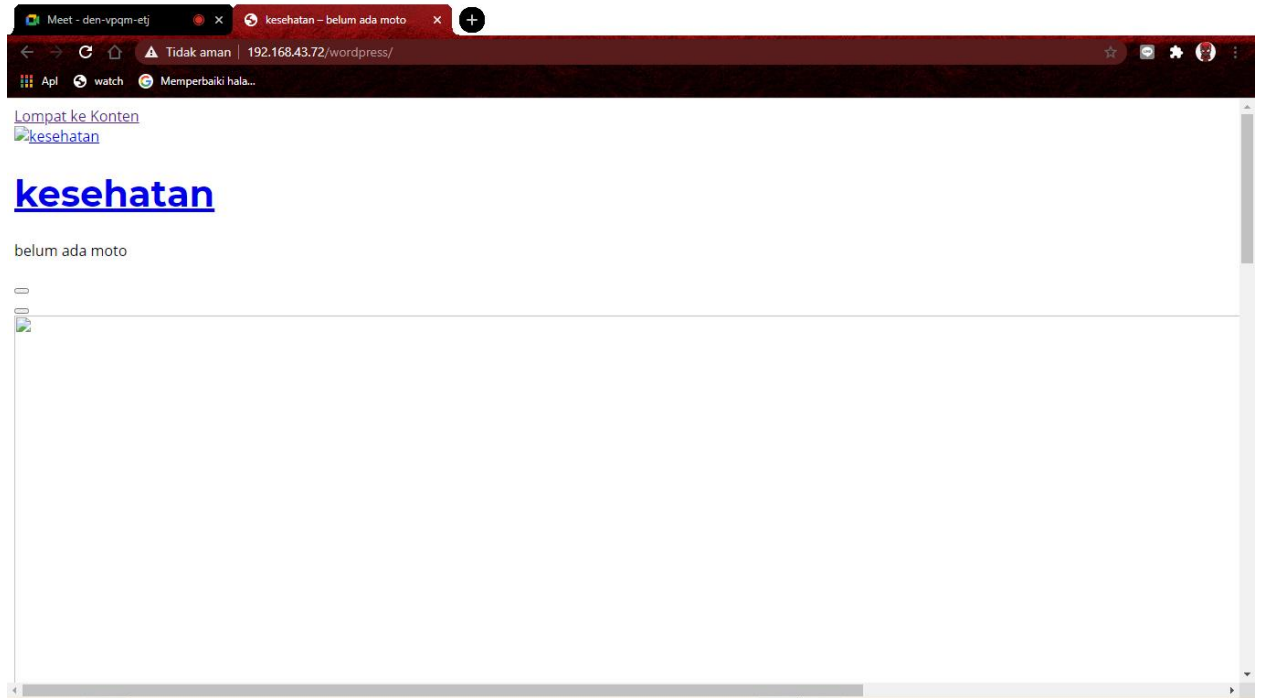 Meet - den-vpqm-etj
kesehatan – belum ada moto
Tidak aman | 192.168.43.72/wordpress/
Apl watch Memperbaiki hala...
Lompat ke Konten
kesehatan
kesehatan
belum ada moto